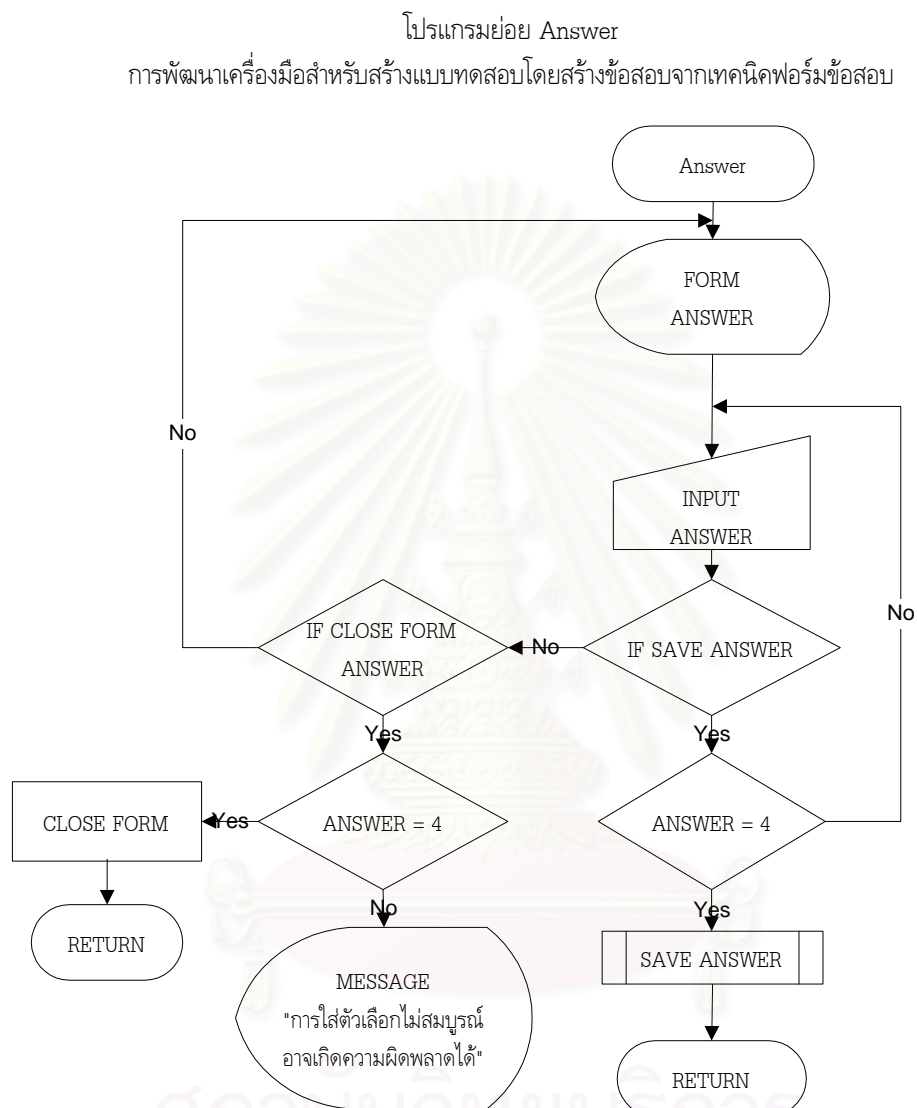 โปรแกรมย่อย Answer
การพัฒนาเครื่องมือสำหรับสร้างแบบทดสอบโดยสร้างข้อสอบจากเทคนิคฟอร์มข้อสอบ
Answer
FORM
ANSWER
No
INPUT
ANSWER
No
IF CLOSE FORM
ANSWER
No
IF SAVE ANSWER
Yes
Yes
CLOSE FORM
Yes
ANSWER = 4
ANSWER = 4
No
Yes
RETURN
SAVE ANSWER
MESSAGE
"การใส่ตัวเลือกไม่สมบูรณ์
อาจเกิดความผิดพลาดได้"
RETURN